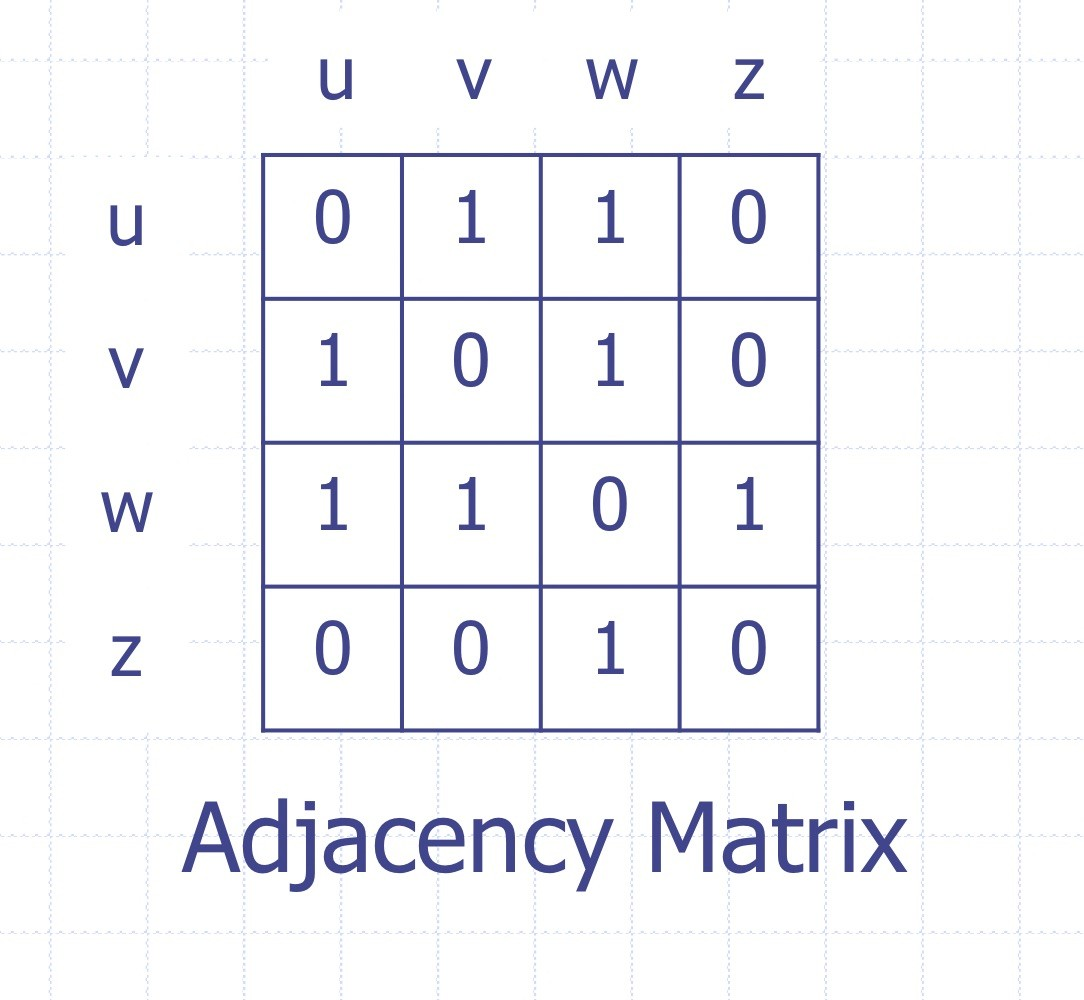 u v w z
u 0 1 1 0
v 1 0 1 0
w 1 1 0 1
z 0 0 1 0
Adjacency Matrix